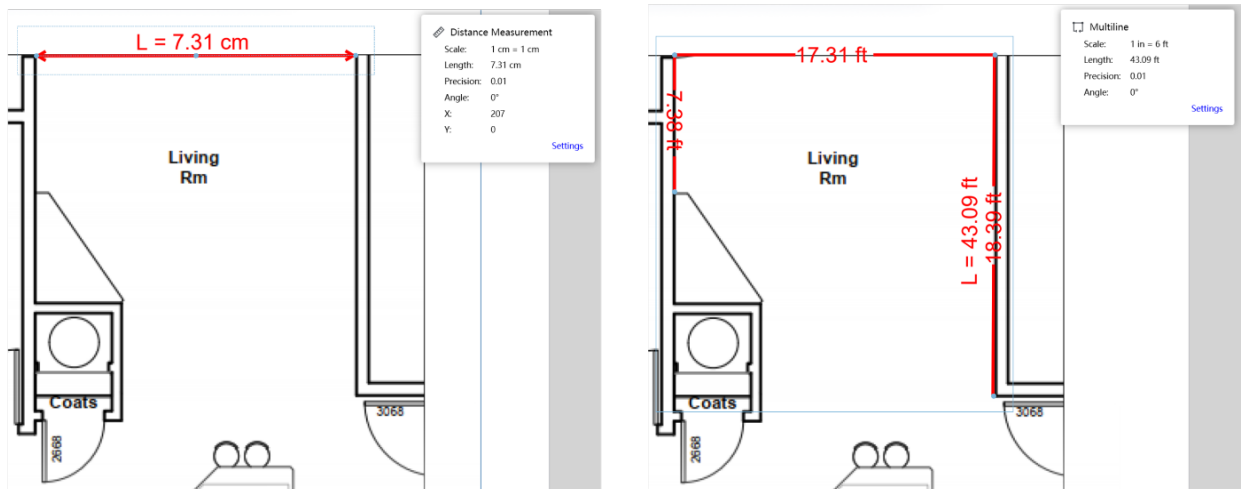 L = 7.31 cm
Distance Measurement
Scale: 1 cm = 1 cm
Length: 7.31 cm
Precision: 0.01
Angle: 0°
X: 207
Y: 0
Settings
Living
Rm
Coats
2668
3068
17.31 ft
7.38 ft
L = 43.09 ft
18.39 ft
Multiline
Scale: 1 in = 6 ft
Length: 43.09 ft
Precision: 0.01
Angle: 0°
Settings
Living
Rm
Coats
2668
3068